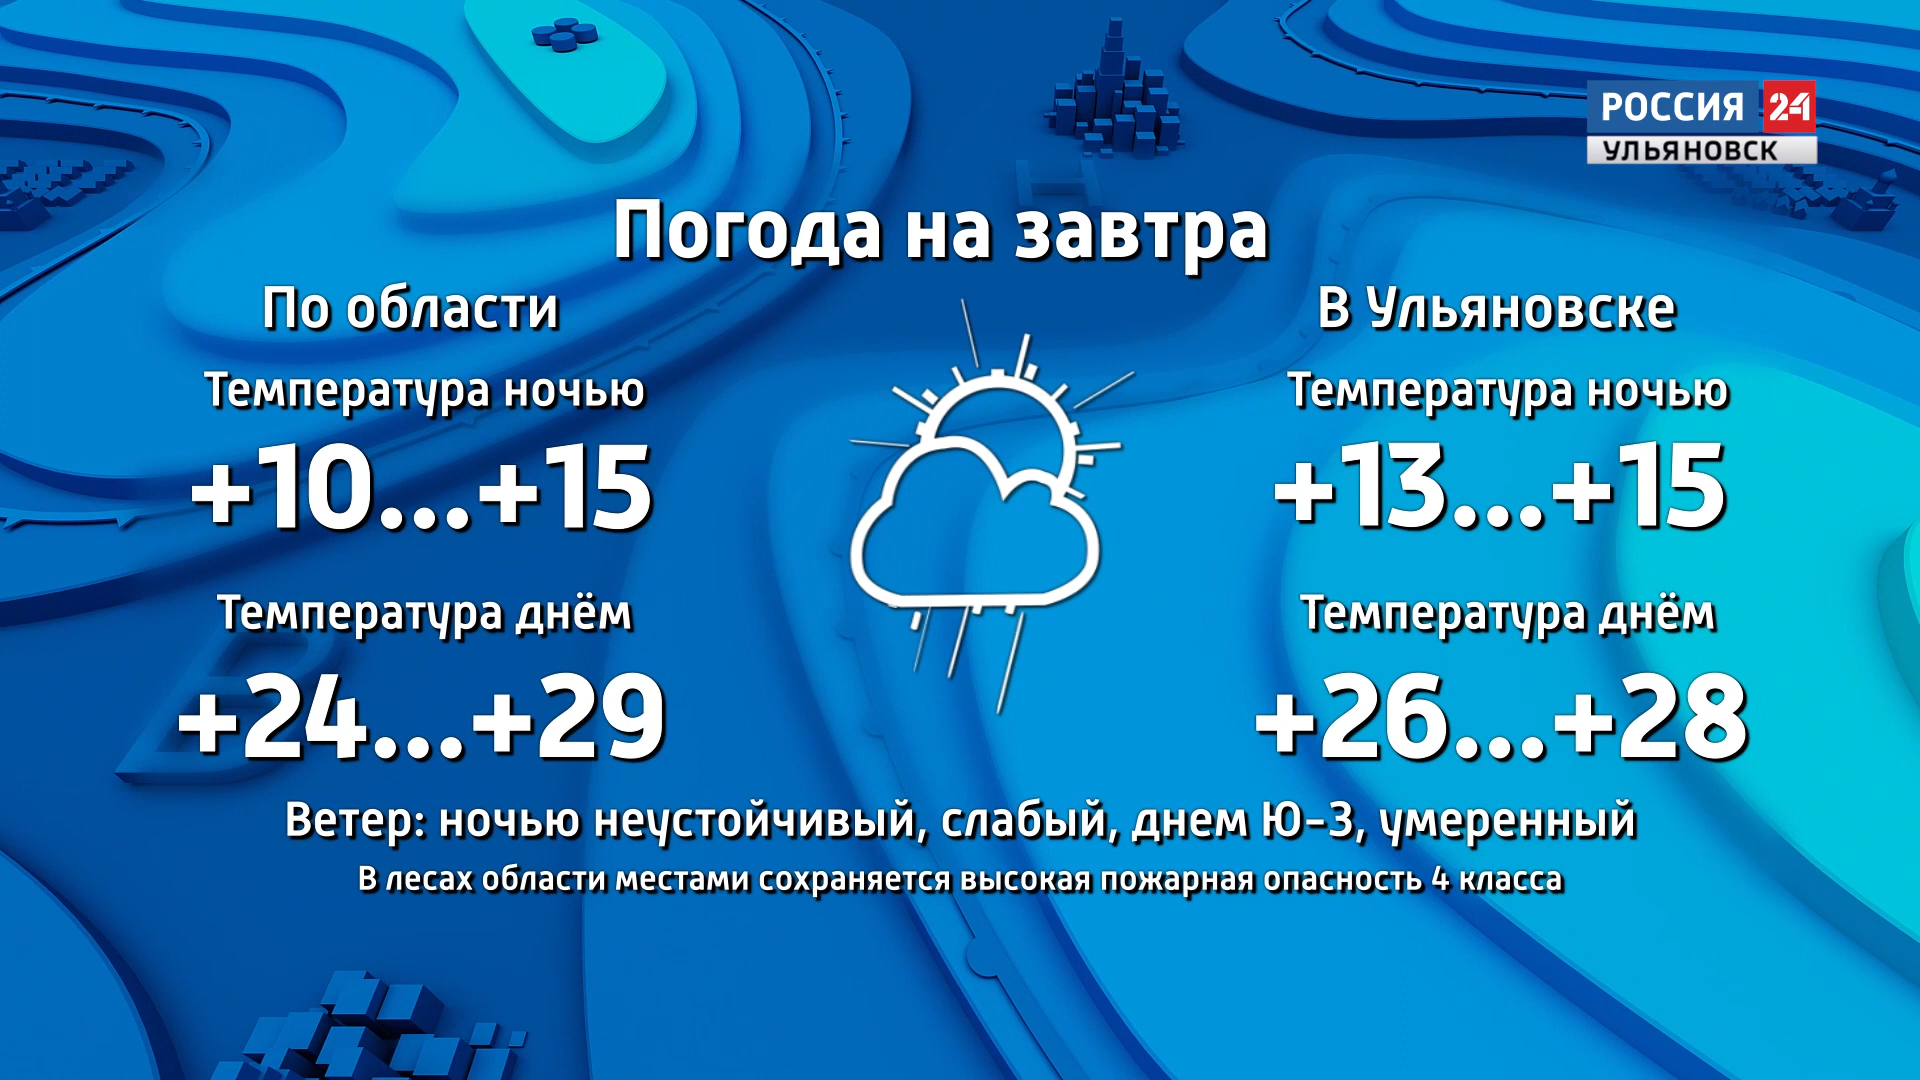 РОССИЯ 24
УЛЬЯНОВСК
Погода на завтра
По области
Температура ночью
+10...+15
Температура днём
+24...+29
В Ульяновске
Температура ночью
+13...+15
Температура днём
+26...+28
Ветер: ночью неустойчивый, слабый, днем Ю-З, умеренный
В лесах области местами сохраняется высокая пожарная опасность 4 класса